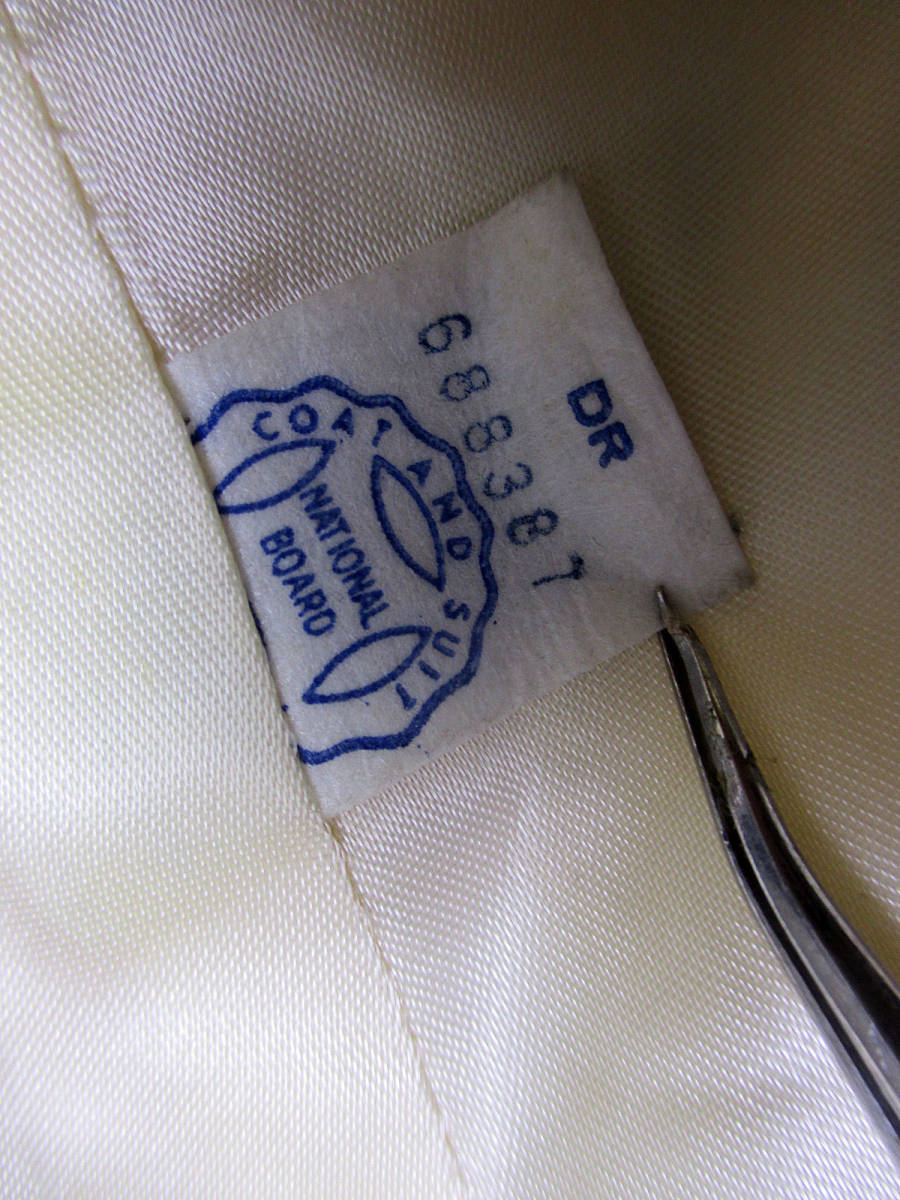 DR
688387
COAT AND SUIT
NATIONAL
BOARD